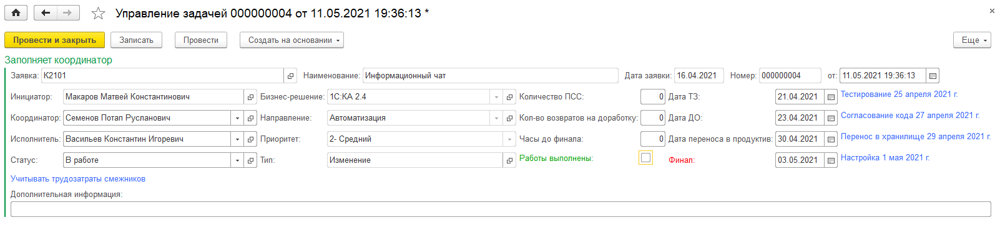 Управление задачей 000000004 от 11.05.2021 19:36:13 *
Провести и закрыть Записать Провести Создать на основании Еще
Заполняет координатор
Заявка: К2101 Наименование: Информационный чат Дата заявки: 16.04.2021 Номер: 000000004 от: 11.05.2021 19:36:13
Инициатор: Макаров Матвей Константинович Бизнес-решение: 1С:КА 2.4 Количество ПСС: 0 Дата ТЗ: 21.04.2021 Тестирование 25 апреля 2021 г.
Координатор: Семенов Потап Русланович Направление: Автоматизация Кол-во возвратов на доработку: 0 Дата ДО: 23.04.2021 Согласование кода 27 апреля 2021 г.
Исполнитель: Васильев Константин Игоревич Приоритет: 2- Средний Часы до финала: 0 Дата переноса в продуктив: 30.04.2021 Перенос в хранилище 29 апреля 2021 г.
Статус: В работе Тип: Изменение Работы выполнены: Финал: 03.05.2021 Настройка 1 мая 2021 г.
Учитывать трудозатраты смежников
Дополнительная информация: